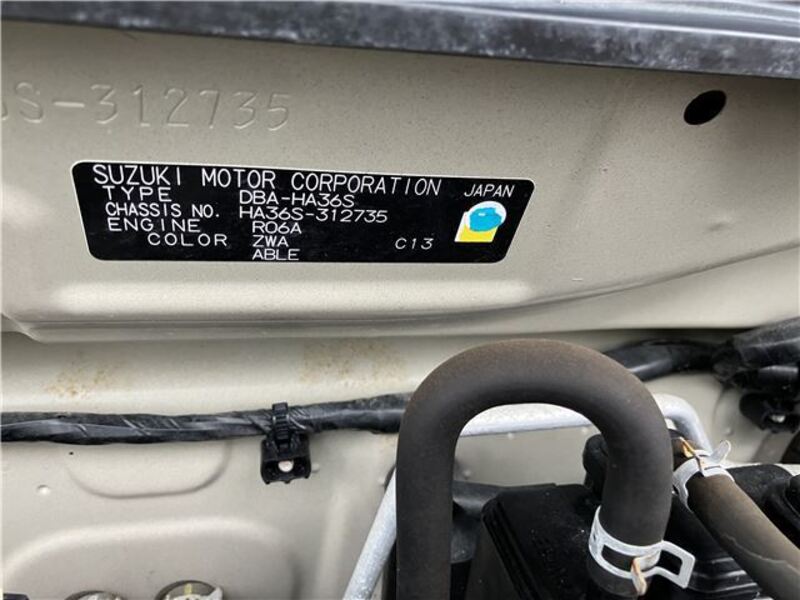 S-312735
SUZUKI MOTOR CORPORATION JAPAN
TYPE DBA-HA36S
CHASSIS NO. HA36S-312735
ENGINE R06A
COLOR ZWA C13
ABLE